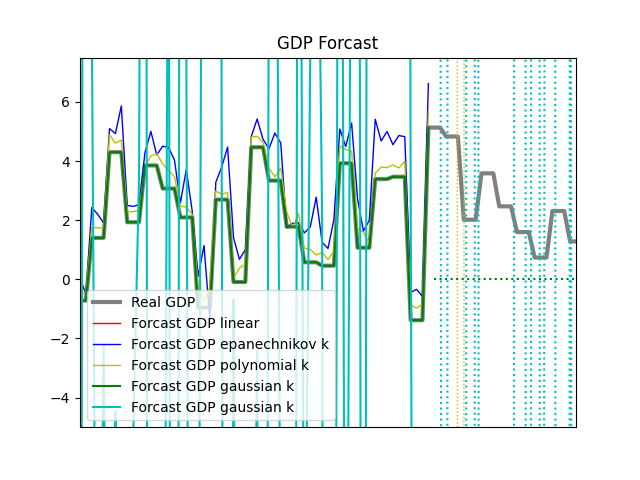 GDP Forcast
6
4
2
0
−2
−4
Real GDP
Forcast GDP linear
Forcast GDP epanechnikov k
Forcast GDP polynomial k
Forcast GDP gaussian k
Forcast GDP gaussian k